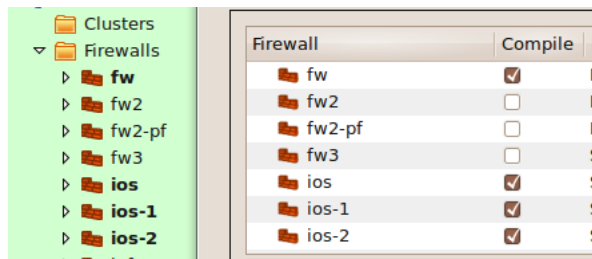 Clusters
Firewalls
fw
fw2
fw2-pf
fw3
ios
ios-1
ios-2
Firewall Compile
fw
fw2
fw2-pf
fw3
ios
ios-1
ios-2